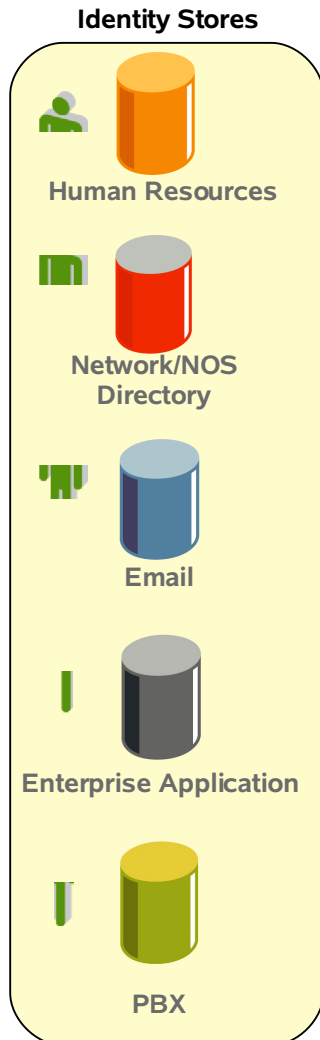 Identity Stores
Human Resources
Network/NOS
Directory
Email
Enterprise Application
PBX